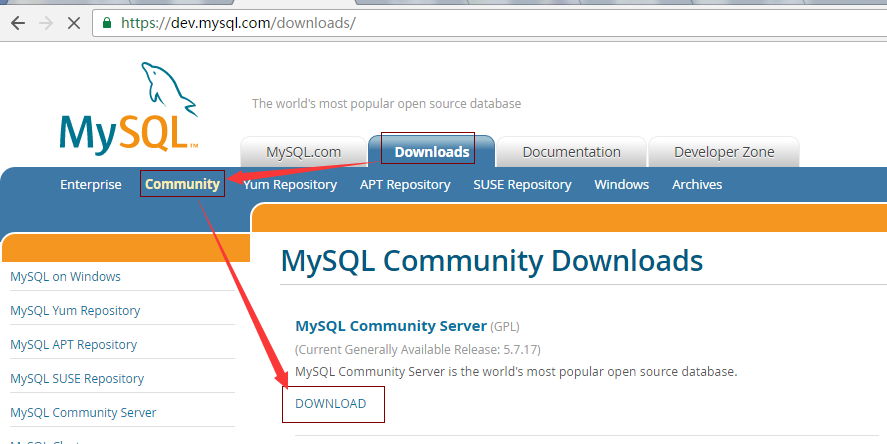 https://dev.mysql.com/downloads/
MySQL™
The world's most popular open source database
MySQL.com Downloads Documentation Developer Zone
Enterprise Community Yum Repository APT Repository SUSE Repository Windows Archives
MySQL on Windows
MySQL Yum Repository
MySQL APT Repository
MySQL SUSE Repository
MySQL Community Server
MySQL Community Downloads
MySQL Community Server (GPL)
(Current Generally Available Release: 5.7.17)
MySQL Community Server is the world's most popular open source database.
DOWNLOAD